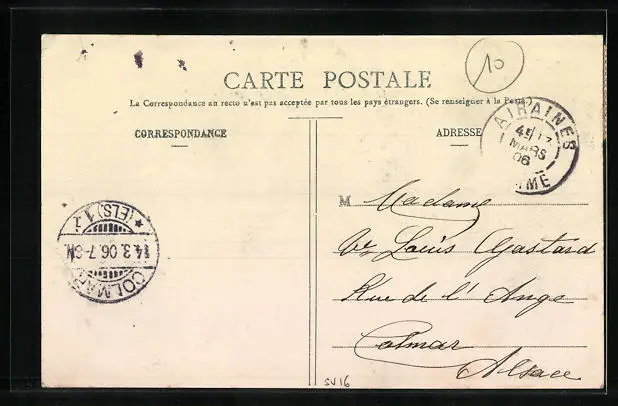 10
CARTE POSTALE
La Correspondance au recto n'est pas acceptée par tous les pays étrangers. (Se renseigner à la Poste.)
CORRESPONDANCE
ADRESSE
AIRAINES
MARS
06
MME
M Madame
Ve Louis Gastard
Rue de l'Ange
Colmar
Alsace
★ (ELS) 1
14.3.06.7-8N.
COLMAR
SV16